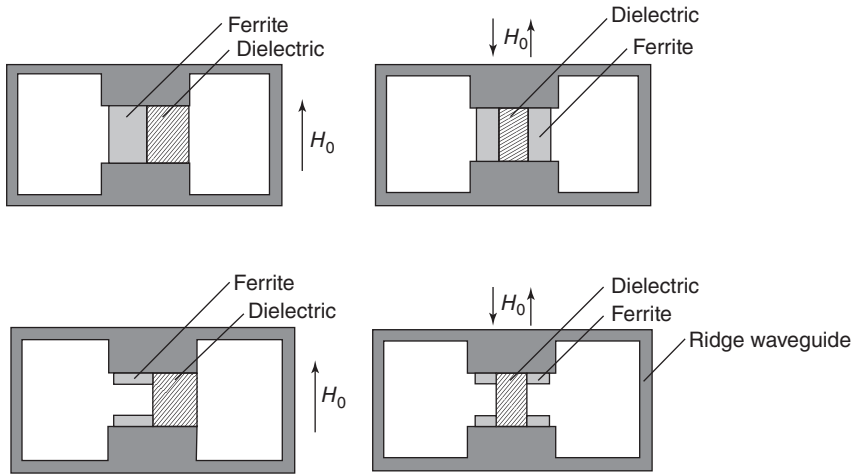 Ferrite
Dielectric
H₀
H₀
Dielectric
Ferrite
Ferrite
Dielectric
H₀
H₀
Dielectric
Ferrite
Ridge waveguide